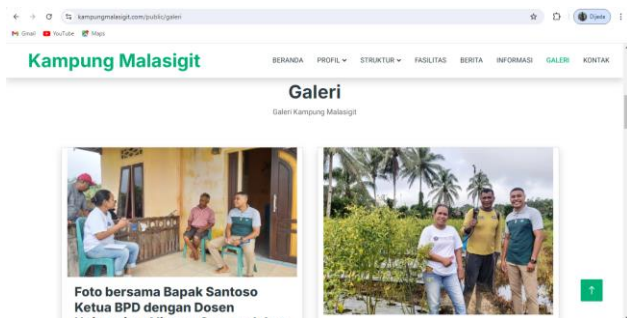 kampungmalasigit.com/public/galeri
Dijeda
Gmail
YouTube
Maps
Kampung Malasigit
BERANDA PROFIL STRUKTUR FASILITAS BERITA INFORMASI GALERI KONTAK
Galeri
Galeri Kampung Malasigit
Foto bersama Bapak Santoso
Ketua BPD dengan Dosen